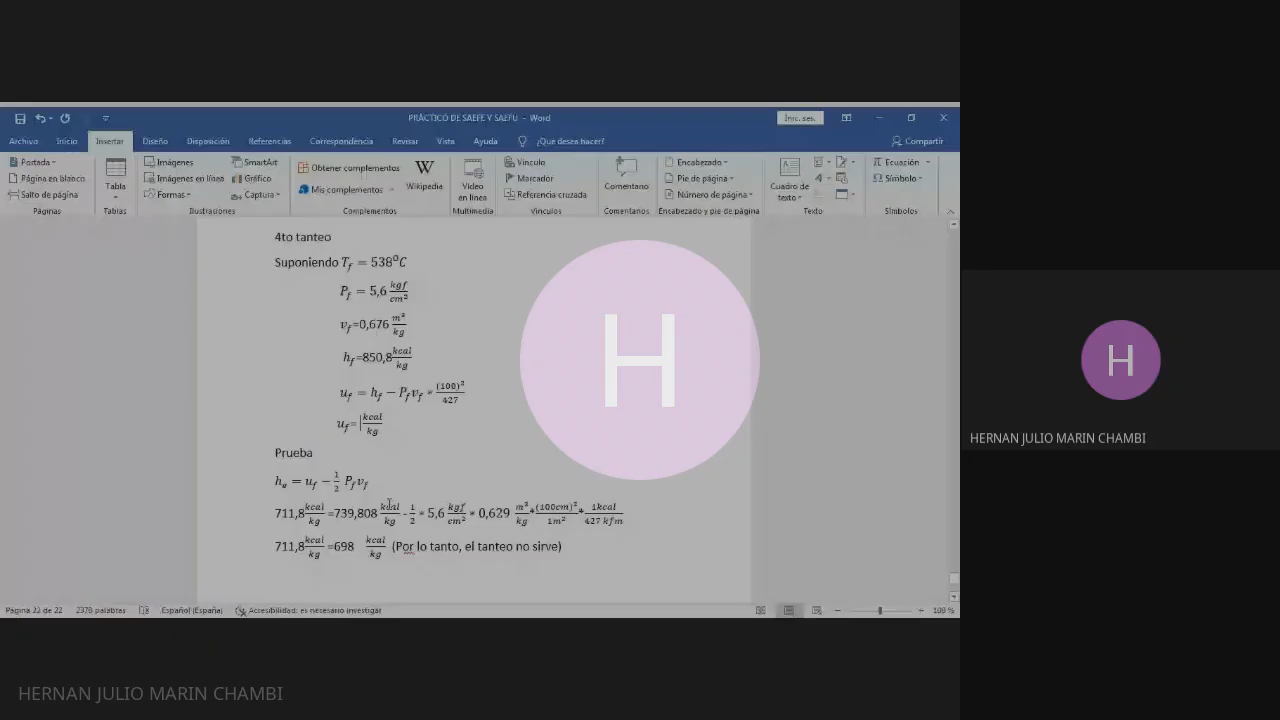 PRÁCTICO DE SAEFE Y SAEFU - Word
Inic. ses.
Archivo Inicio Insertar Diseño Disposición Referencias Correspondencia Revisar Vista Ayuda ¿Qué desea hacer? Compartir
Portada
Página en blanco
Salto de página
Páginas
Tabla
Tablas
Imágenes
Imágenes en línea
Formas
SmartArt
Gráfico
Captura
Ilustraciones
Obtener complementos
Mis complementos
Wikipedia
Complementos
Vídeo en línea
Multimedia
Vínculo
Marcador
Referencia cruzada
Vínculos
Comentario
Comentarios
Encabezado
Pie de página
Número de página
Encabezado y pie de página
Cuadro de texto
Texto
Ecuación
Símbolo
Símbolos
4to tanteo
Suponiendo T_f = 538°C
P_f = 5,6 kgf/cm²
v_f=0,676 m³/kg
h_f=850,8 kcal/kg
u_f = h_f − P_f v_f * (100)²/427
u_f= kcal/kg
Prueba
h_e = u_f − 1/2 P_f v_f
711,8 kcal/kg =739,808 kcal/kg - 1/2 * 5,6 kgf/cm² * 0,629 m³/kg * (100cm)²/1m² * 1kcal/427 kfm
711,8 kcal/kg =698 kcal/kg (Por lo tanto, el tanteo no sirve)
Página 22 de 22 2378 palabras Español (España) Accesibilidad: es necesario investigar 100 %
H
H
HERNAN JULIO MARIN CHAMBI
HERNAN JULIO MARIN CHAMBI